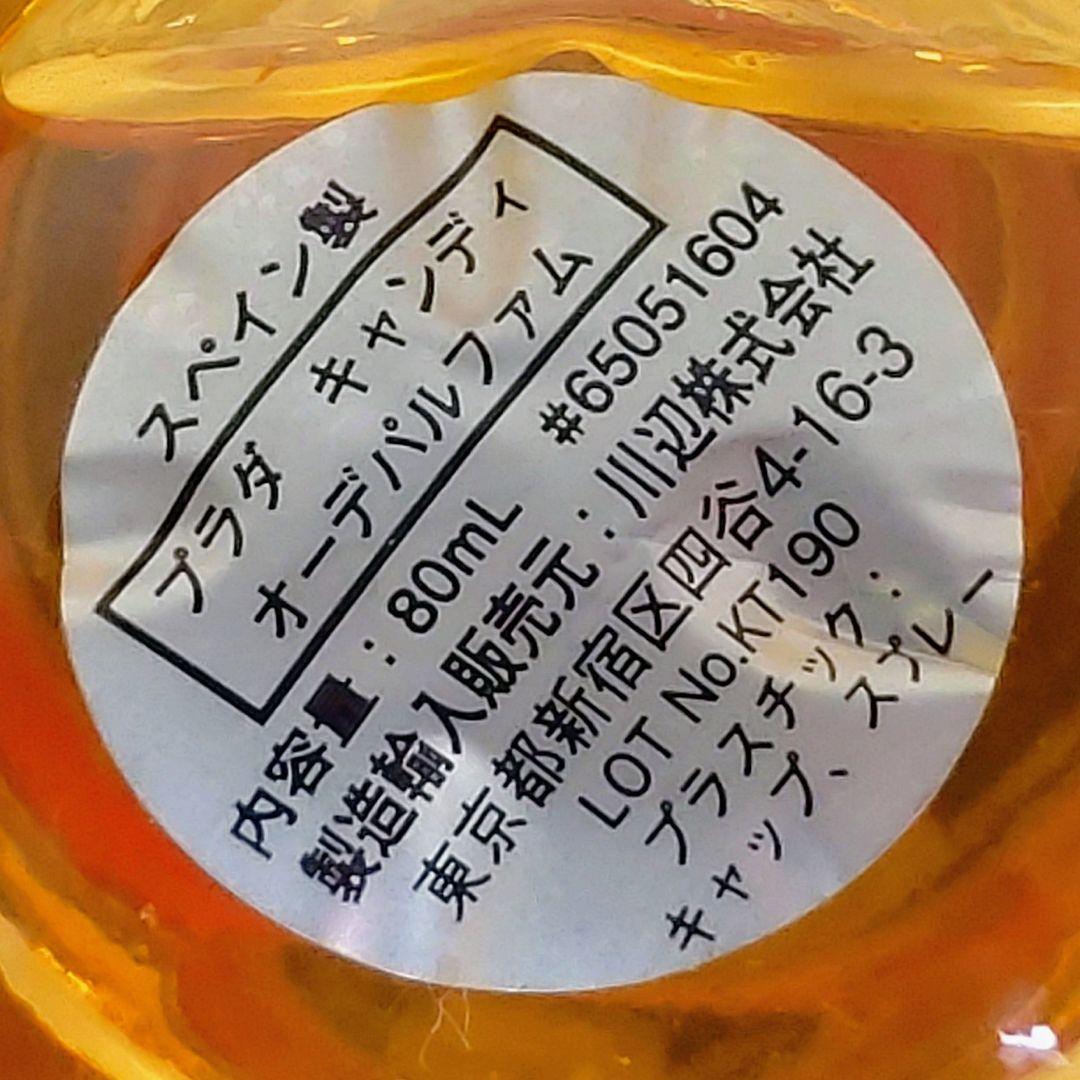 スペイン製
プラダ キャンディ
オーデパルファム
内容量：80mL #65051604
製造輸入販売元：川辺株式会社
東京都新宿区四谷4-16-3
LOT No.KT190
プラスチック：
キャップ、スプレー